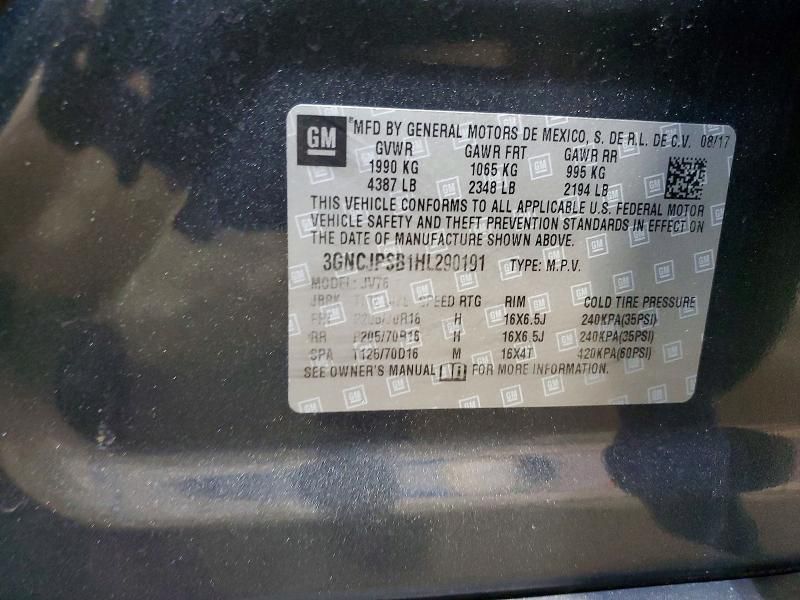 GM
MFD BY GENERAL MOTORS DE MEXICO, S. DE R.L. DE C.V. 08/17
GVWR GAWR FRT GAWR RR
1990 KG 1065 KG 995 KG
4387 LB 2348 LB 2194 LB
THIS VEHICLE CONFORMS TO ALL APPLICABLE U.S. FEDERAL MOTOR
VEHICLE SAFETY AND THEFT PREVENTION STANDARDS IN EFFECT ON
THE DATE OF MANUFACTURE SHOWN ABOVE.
3GNCJPSB1HL290191 TYPE: M.P.V.
MODEL: JV76
SPEED RTG RIM COLD TIRE PRESSURE
H 16X6.5J 240KPA(35PSI)
RR P205/70R16 H 16X6.5J 240KPA(35PSI)
SPA M 16X4T 420KPA(60PSI)
SEE OWNER'S MANUAL FOR MORE INFORMATION.